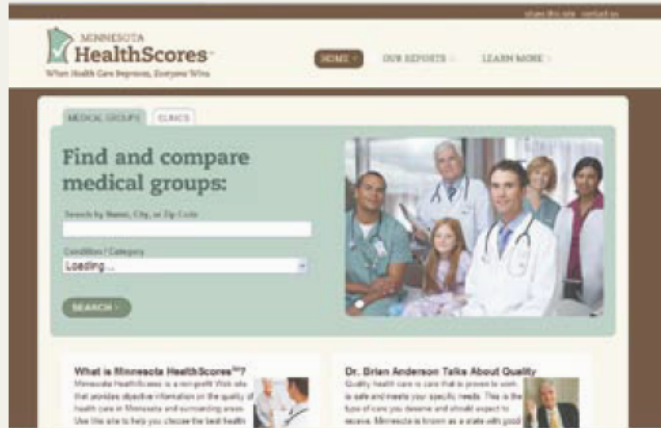 share this site contact us
MINNESOTA
HealthScores
When Health Care Improves, Everyone Wins
HOME OUR REPORTS LEARN MORE
MEDICAL GROUPS CLINICS
Find and compare
medical groups:
Search by Name, City, or Zip Code
Condition / Category
Loading...
SEARCH
What is Minnesota HealthScores℠?
Minnesota HealthScores is a non-profit Web site
that provides objective information on the quality of
health care in Minnesota and surrounding areas.
Use this site to help you choose the best health
Dr. Brian Anderson Talks About Quality
Quality health care is care that is proven to work,
is safe and meets your specific needs. This is the
type of care you deserve and should expect to
receive. Minnesota is known as a state with good